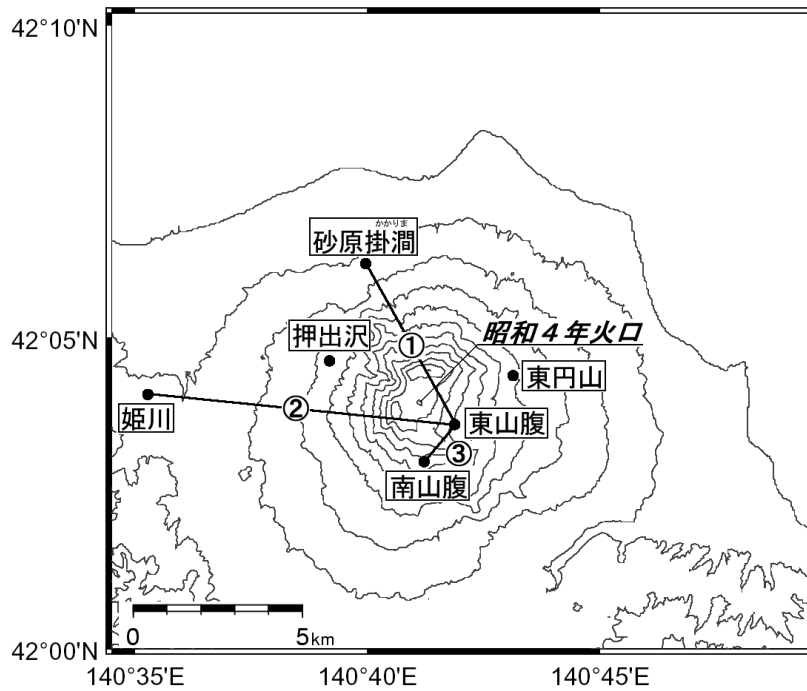 42°10'N
かかりま
砂原掛澗
押出沢
①
昭和４年火口
42°05'N
東円山
姫川
②
東山腹
③
南山腹
0
5km
42°00'N
140°35'E
140°40'E
140°45'E